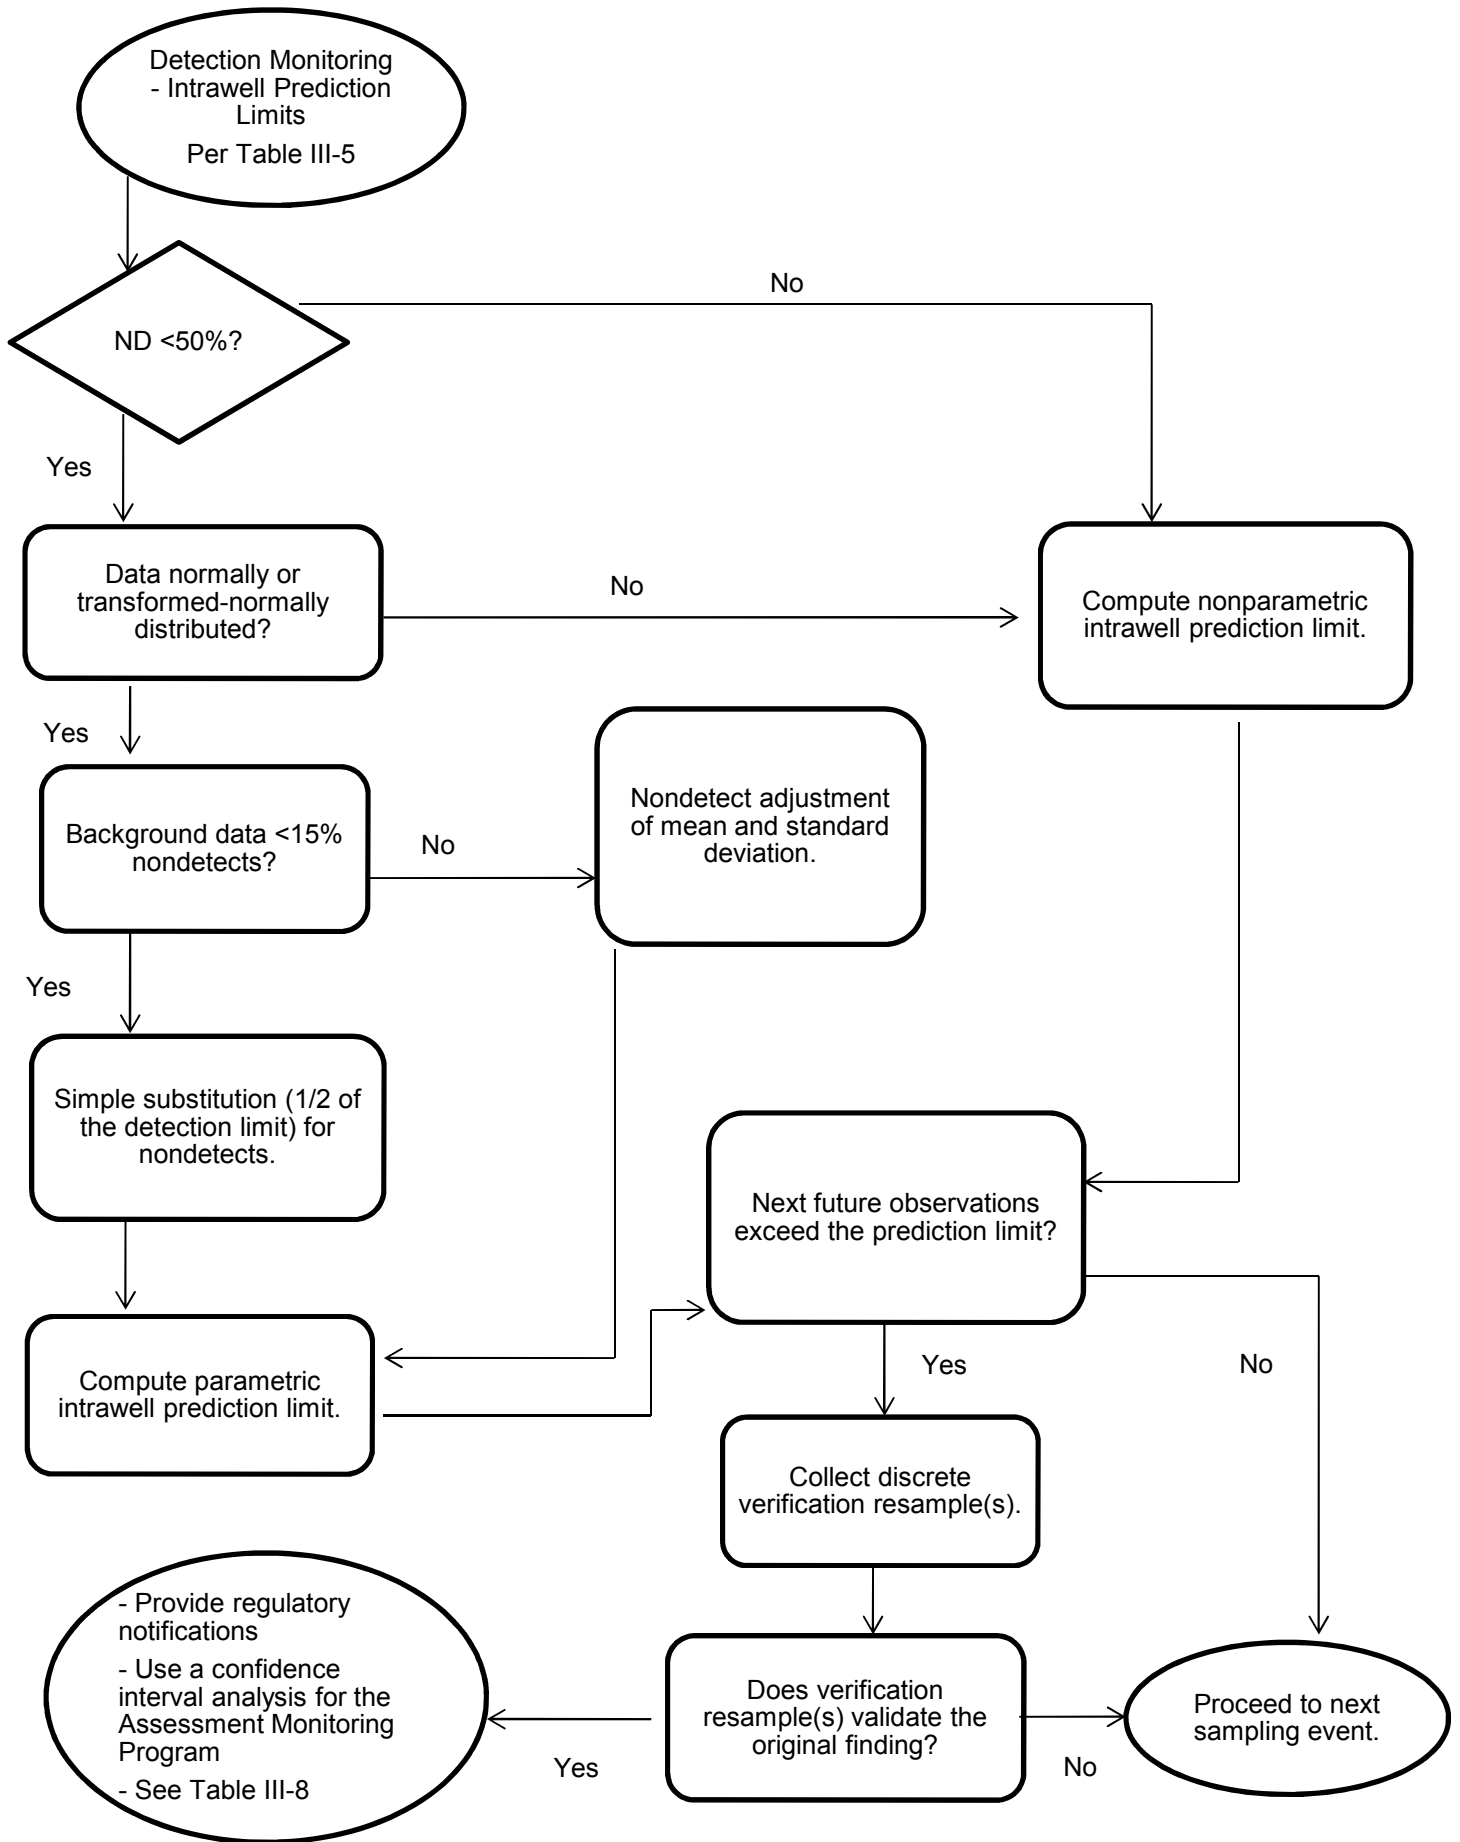 Detection Monitoring
- Intrawell Prediction
Limits
Per Table III-5
No
ND <50%?
Yes
Data normally or
transformed-normally
distributed?
No
Compute nonparametric
intrawell prediction limit.
Yes
Background data <15%
nondetects?
No
Nondetect adjustment
of mean and standard
deviation.
Yes
Simple substitution (1/2 of
the detection limit) for
nondetects.
Next future observations
exceed the prediction limit?
Compute parametric
intrawell prediction limit.
Yes
No
Collect discrete
verification resample(s).
- Provide regulatory
notifications
- Use a confidence
interval analysis for the
Assessment Monitoring
Program
- See Table III-8
Yes
Does verification
resample(s) validate the
original finding?
No
Proceed to next
sampling event.